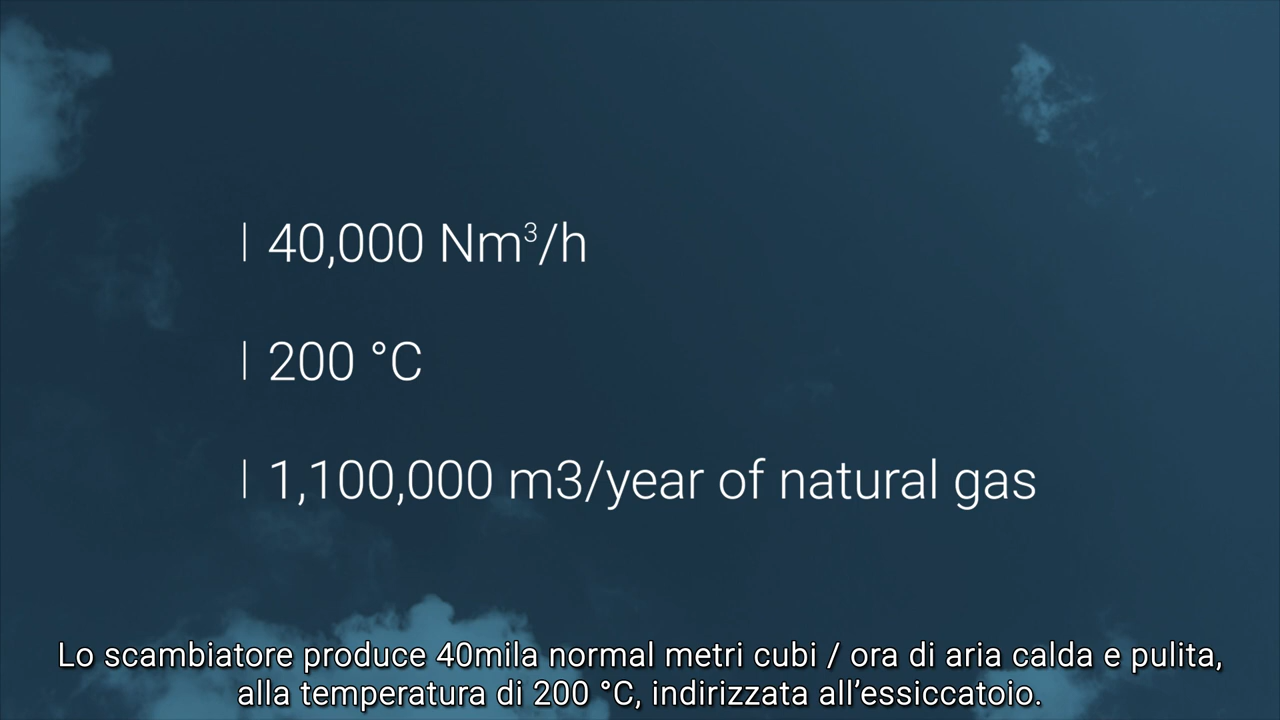 | 40,000 Nm³/h
| 200 °C
| 1,100,000 m3/year of natural gas
Lo scambiatore produce 40mila normal metri cubi / ora di aria calda e pulita,
alla temperatura di 200 °C, indirizzata all’essiccatoio.